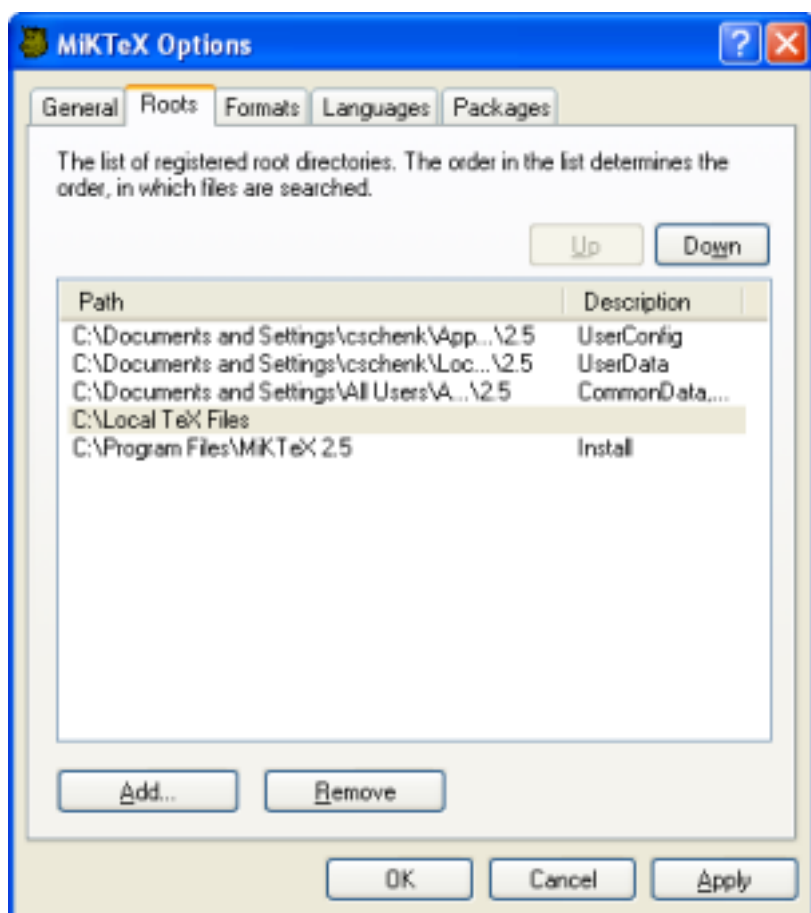 MiKTeX Options
General Roots Formats Languages Packages
The list of registered root directories. The order in the list determines the
order, in which files are searched.
Up Down
Path Description
C:\Documents and Settings\cschenk\App...\2.5 UserConfig
C:\Documents and Settings\cschenk\Loc...\2.5 UserData
C:\Documents and Settings\All Users\A...\2.5 CommonData,...
C:\Local TeX Files
C:\Program Files\MiKTeX 2.5 Install
Add... Remove
OK Cancel Apply